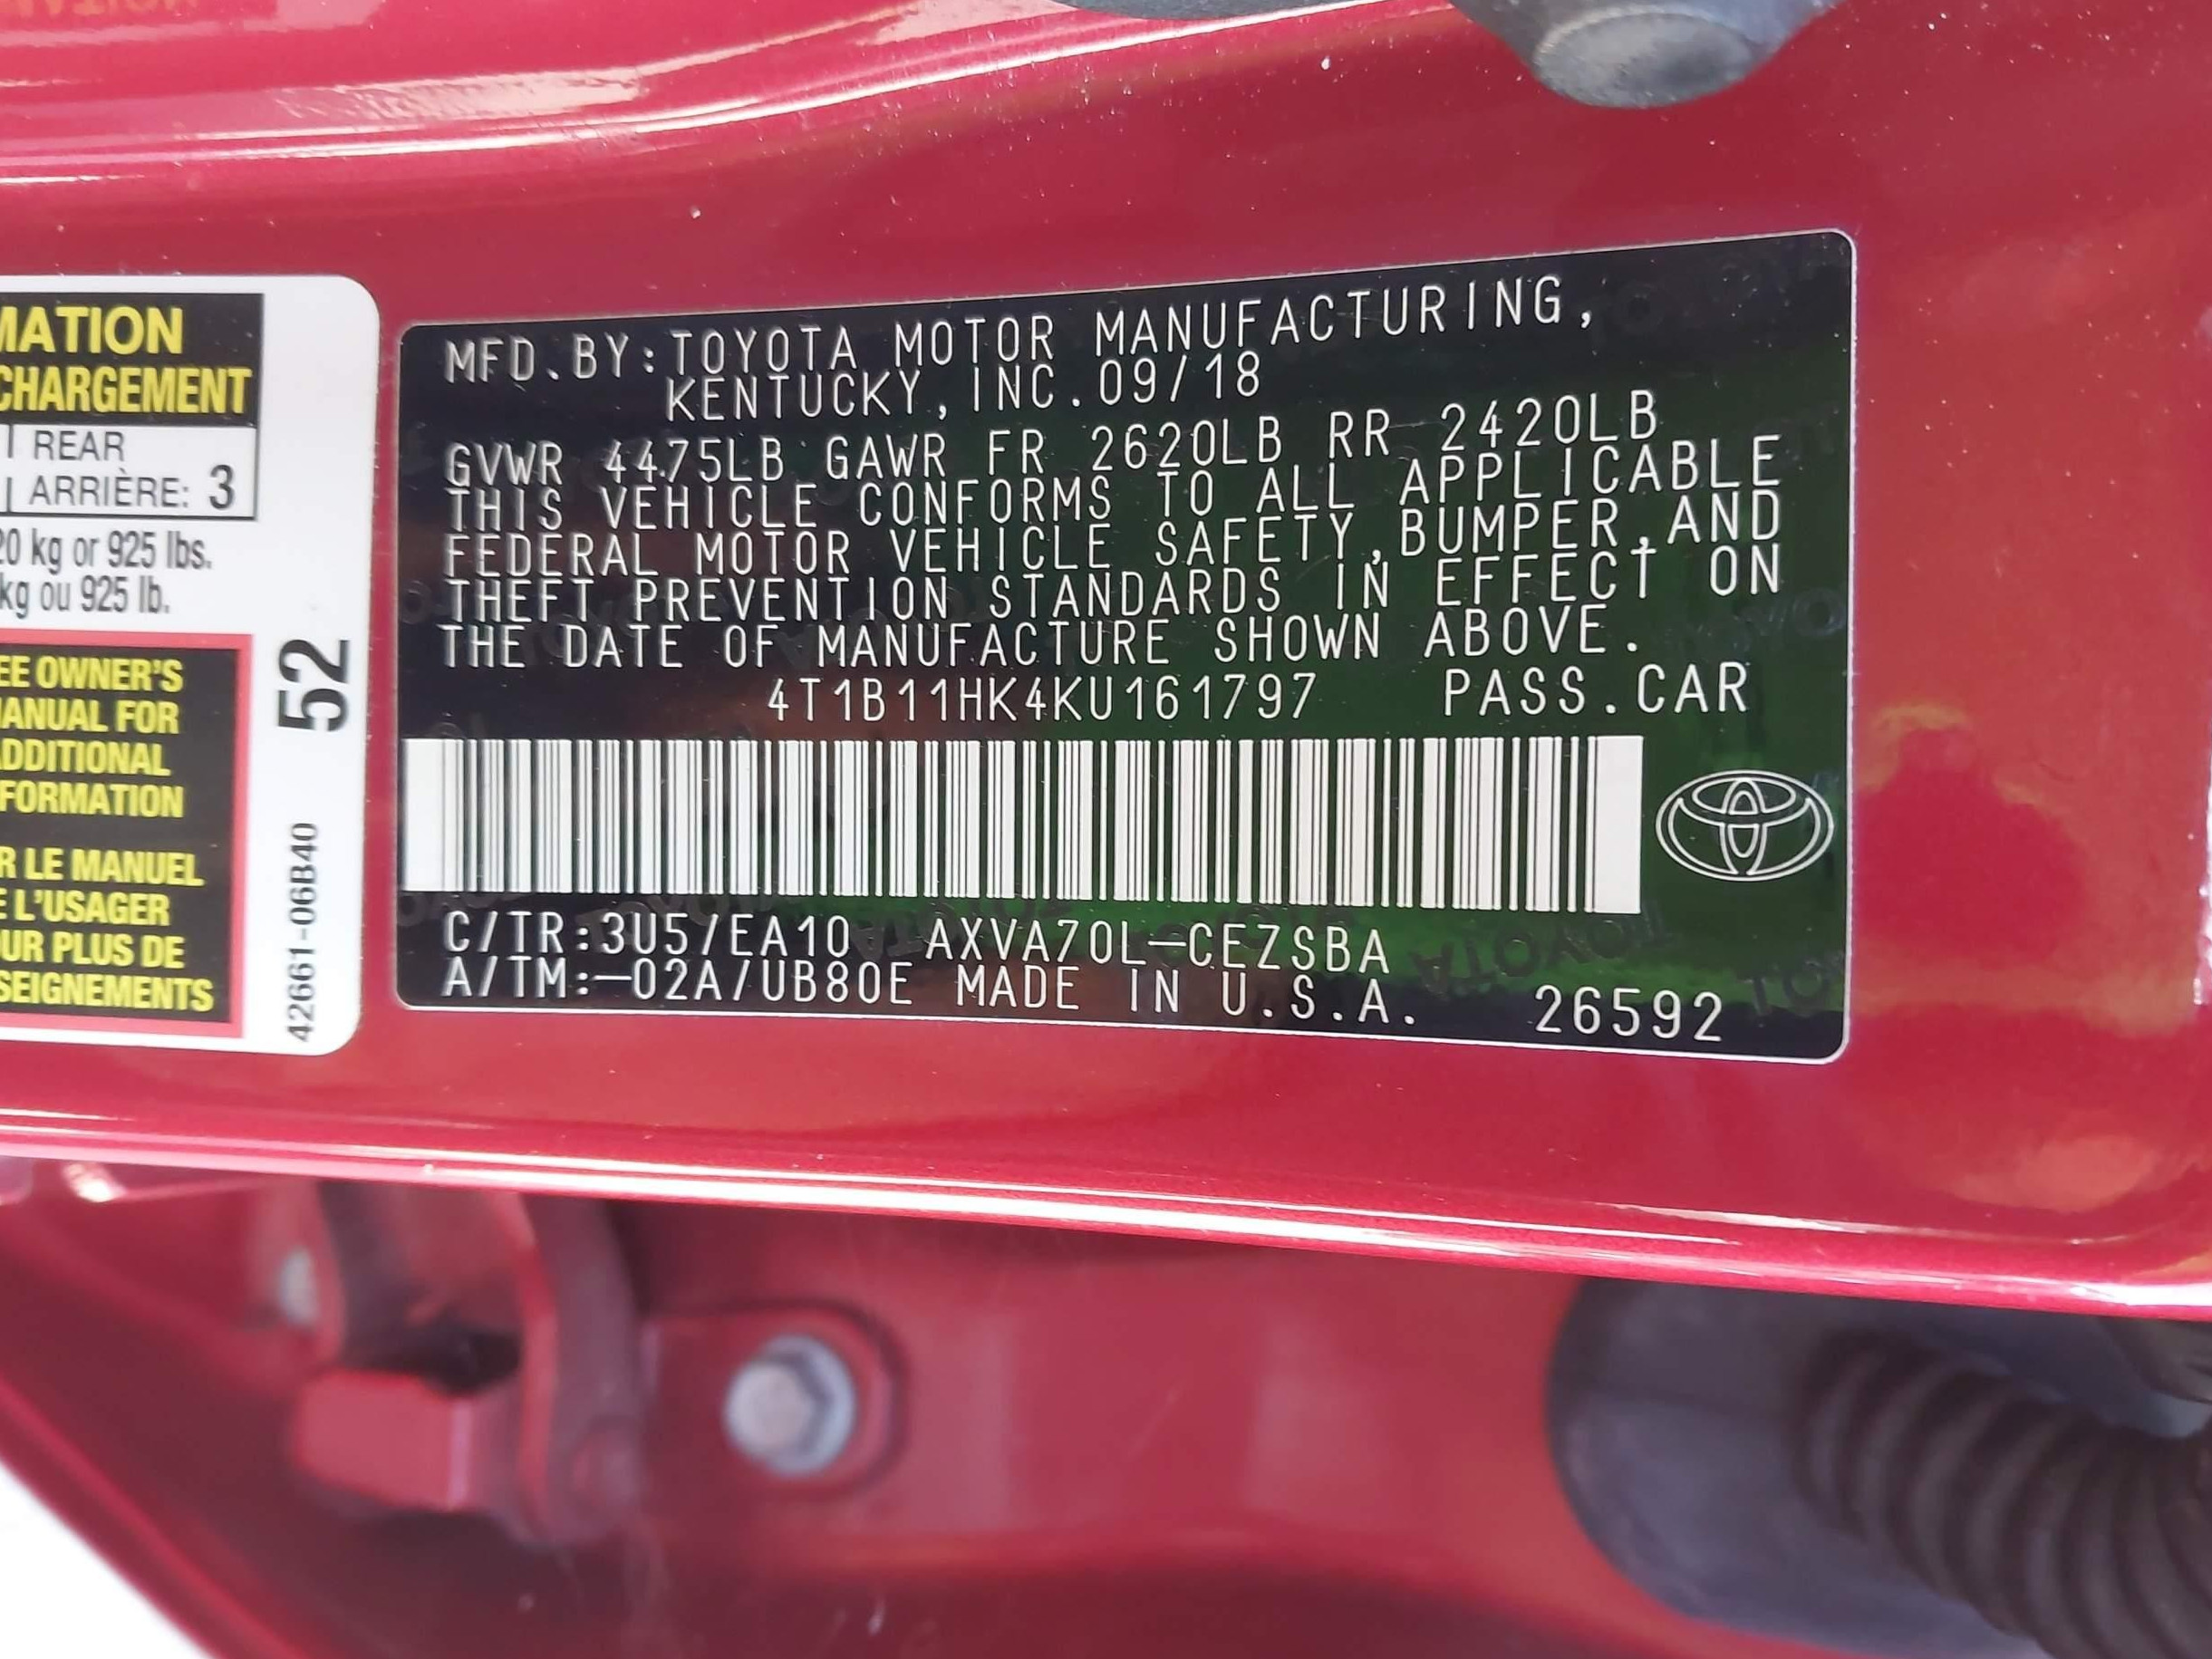 MATION
CHARGEMENT
REAR
ARRIÈRE: 3
20 kg or 925 lbs.
kg ou 925 lb.
EE OWNER'S
MANUAL FOR
ADDITIONAL
FORMATION
R LE MANUEL
E L'USAGER
OUR PLUS DE
SEIGNEMENTS
52
42661-06B40
MFD.BY:TOYOTA MOTOR MANUFACTURING,
KENTUCKY, INC. 09/18
GVWR 4475LB GAWR FR 2620LB RR 2420LB
THIS VEHICLE CONFORMS TO ALL APPLICABLE
FEDERAL MOTOR VEHICLE SAFETY,BUMPER,AND
THEFT PREVENTION STANDARDS IN EFFECT ON
THE DATE OF MANUFACTURE SHOWN ABOVE.
4T1B11HK4KU161797 PASS.CAR
C/TR:3U5/EA10 AXVA70L-CEZSBA
A/TM:-02A/UB80E MADE IN U.S.A. 26592